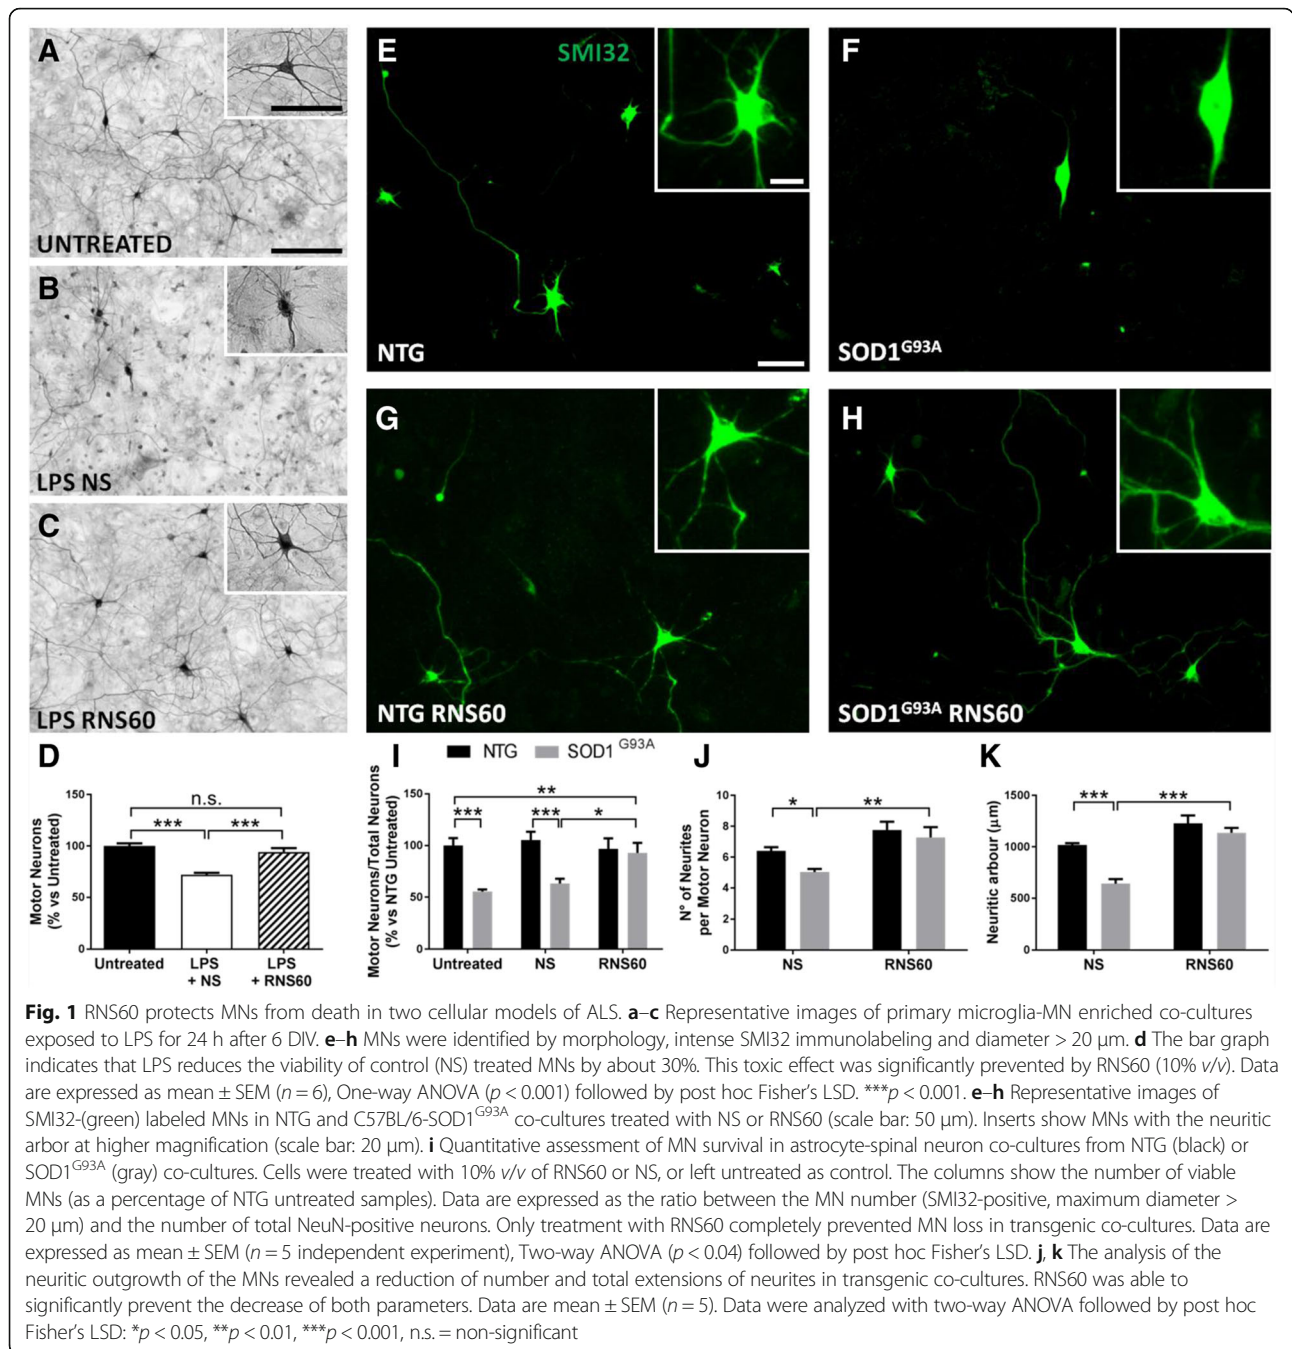 A
UNTREATED
B
LPS NS
C
LPS RNS60
E
SMI32
NTG
F
SOD1G93A
G
NTG RNS60
H
SOD1G93A RNS60
D
Motor Neurons
(% vs Untreated)
150
100
50
0
n.s.
*** ***
Untreated LPS + NS LPS + RNS60
NTG SOD1 G93A
I
Motor Neurons/Total Neurons
(% vs NTG Untreated)
150
100
50
0
**
*** *** *
Untreated NS RNS60
J
N° of Neurites
per Motor Neuron
10
8
6
4
2
0
* **
NS RNS60
K
Neuritic arbour (μm)
1500
1000
500
0
*** ***
NS RNS60
Fig. 1 RNS60 protects MNs from death in two cellular models of ALS. a–c Representative images of primary microglia-MN enriched co-cultures
exposed to LPS for 24 h after 6 DIV. e–h MNs were identified by morphology, intense SMI32 immunolabeling and diameter > 20 μm. d The bar graph
indicates that LPS reduces the viability of control (NS) treated MNs by about 30%. This toxic effect was significantly prevented by RNS60 (10% v/v). Data
are expressed as mean ± SEM (n = 6), One-way ANOVA (p < 0.001) followed by post hoc Fisher's LSD. ***p < 0.001. e–h Representative images of
SMI32-(green) labeled MNs in NTG and C57BL/6-SOD1G93A co-cultures treated with NS or RNS60 (scale bar: 50 μm). Inserts show MNs with the neuritic
arbor at higher magnification (scale bar: 20 μm). i Quantitative assessment of MN survival in astrocyte-spinal neuron co-cultures from NTG (black) or
SOD1G93A (gray) co-cultures. Cells were treated with 10% v/v of RNS60 or NS, or left untreated as control. The columns show the number of viable
MNs (as a percentage of NTG untreated samples). Data are expressed as the ratio between the MN number (SMI32-positive, maximum diameter >
20 μm) and the number of total NeuN-positive neurons. Only treatment with RNS60 completely prevented MN loss in transgenic co-cultures. Data are
expressed as mean ± SEM (n = 5 independent experiment), Two-way ANOVA (p < 0.04) followed by post hoc Fisher's LSD. j, k The analysis of the
neuritic outgrowth of the MNs revealed a reduction of number and total extensions of neurites in transgenic co-cultures. RNS60 was able to
significantly prevent the decrease of both parameters. Data are mean ± SEM (n = 5). Data were analyzed with two-way ANOVA followed by post hoc
Fisher's LSD: *p < 0.05, **p < 0.01, ***p < 0.001, n.s. = non-significant